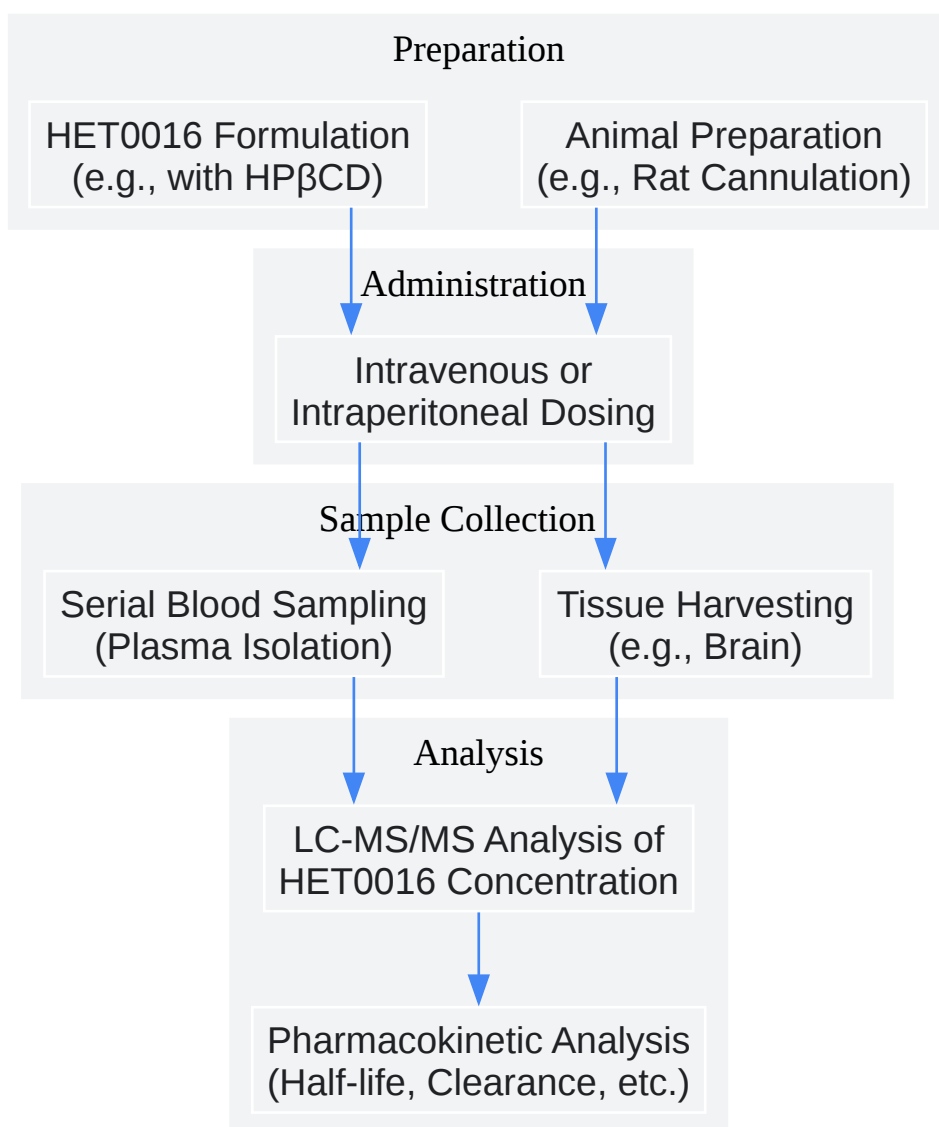 Preparation
HET0016 Formulation
(e.g., with HPβCD)
Animal Preparation
(e.g., Rat Cannulation)
Administration
Intravenous or
Intraperitoneal Dosing
Sample Collection
Serial Blood Sampling
(Plasma Isolation)
Tissue Harvesting
(e.g., Brain)
Analysis
LC-MS/MS Analysis of
HET0016 Concentration
Pharmacokinetic Analysis
(Half-life, Clearance, etc.)